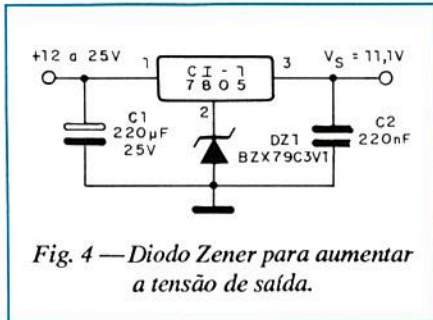 +12 a 25V
1
CI-1
7805
3
VS = 11,1V
2
C1
220µF
25V
DZ1
BZX79C3V1
C2
220nF
Fig. 4 — Diodo Zener para aumentar
a tensão de saída.